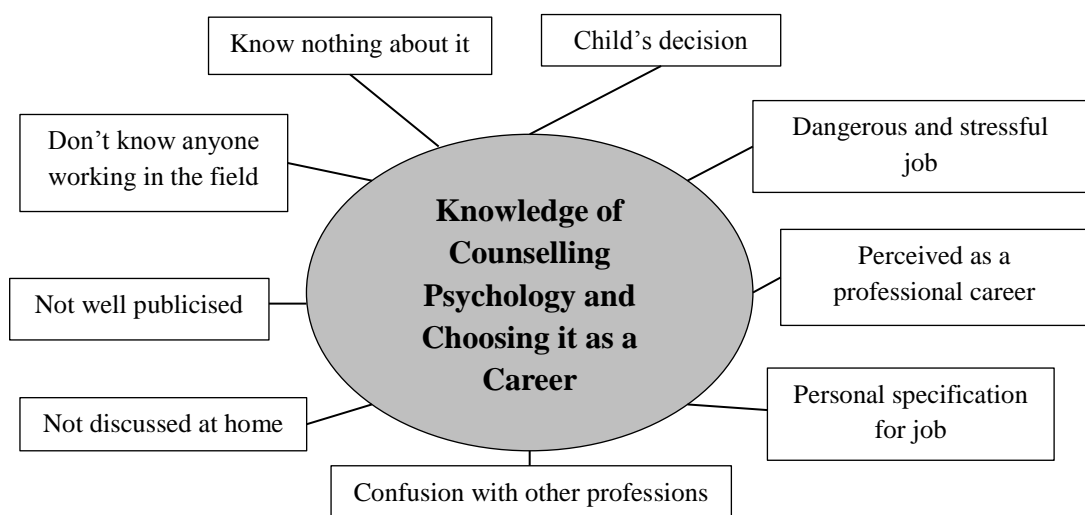 Know nothing about it
Child’s decision
Don’t know anyone
working in the field
Dangerous and stressful
job
Knowledge of
Counselling
Psychology and
Choosing it as a
Career
Perceived as a
professional career
Not well publicised
Not discussed at home
Personal specification
for job
Confusion with other professions